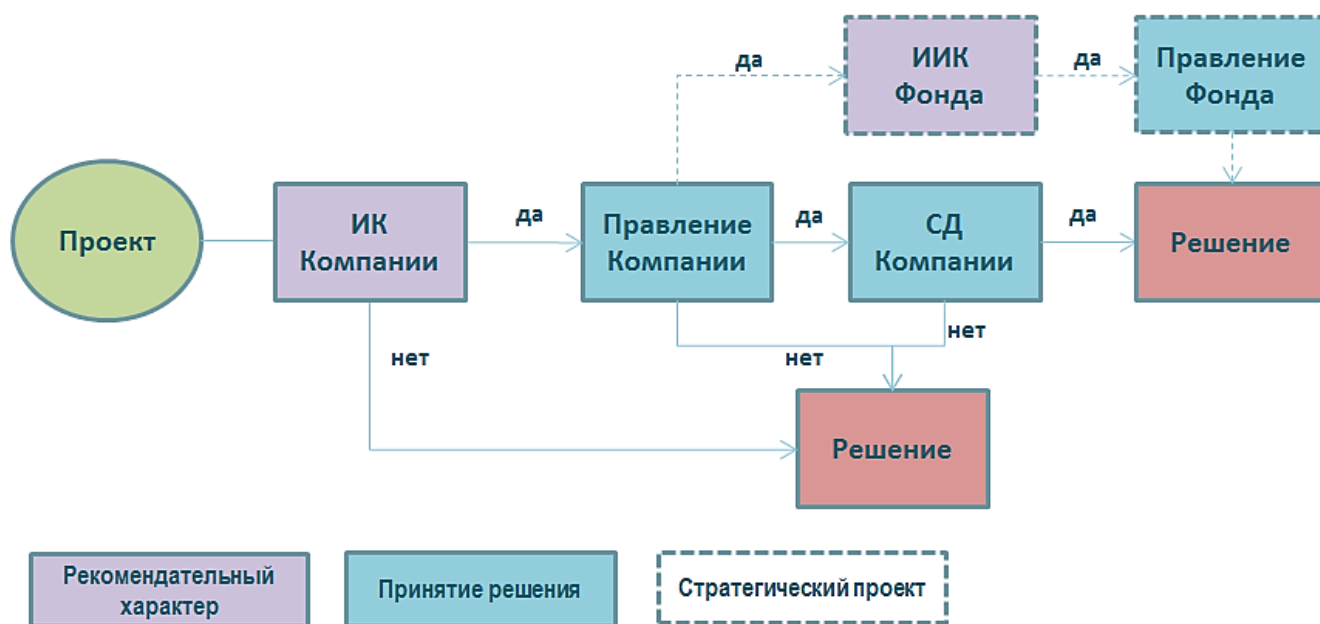 да
ИИК
Фонда
да
Правление
Фонда
Проект
ИК
Компании
да
Правление
Компании
да
СД
Компании
да
Решение
нет
нет
нет
Решение
Рекомендательный
характер
Принятие решения
Стратегический проект